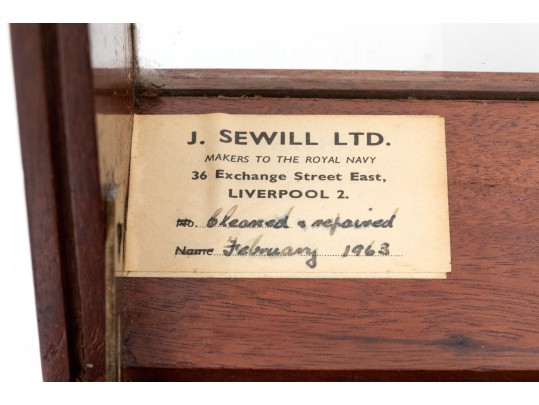 J. SEWILL LTD.
MAKERS TO THE ROYAL NAVY
36 Exchange Street East,
LIVERPOOL 2.
No. Cleaned & repaired
Name February 1963